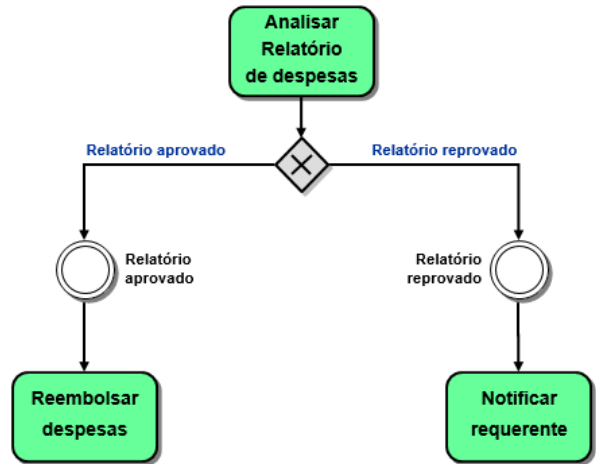 Analisar
Relatório
de despesas
Relatório aprovado
Relatório reprovado
Relatório
aprovado
Relatório
reprovado
Reembolsar
despesas
Notificar
requerente